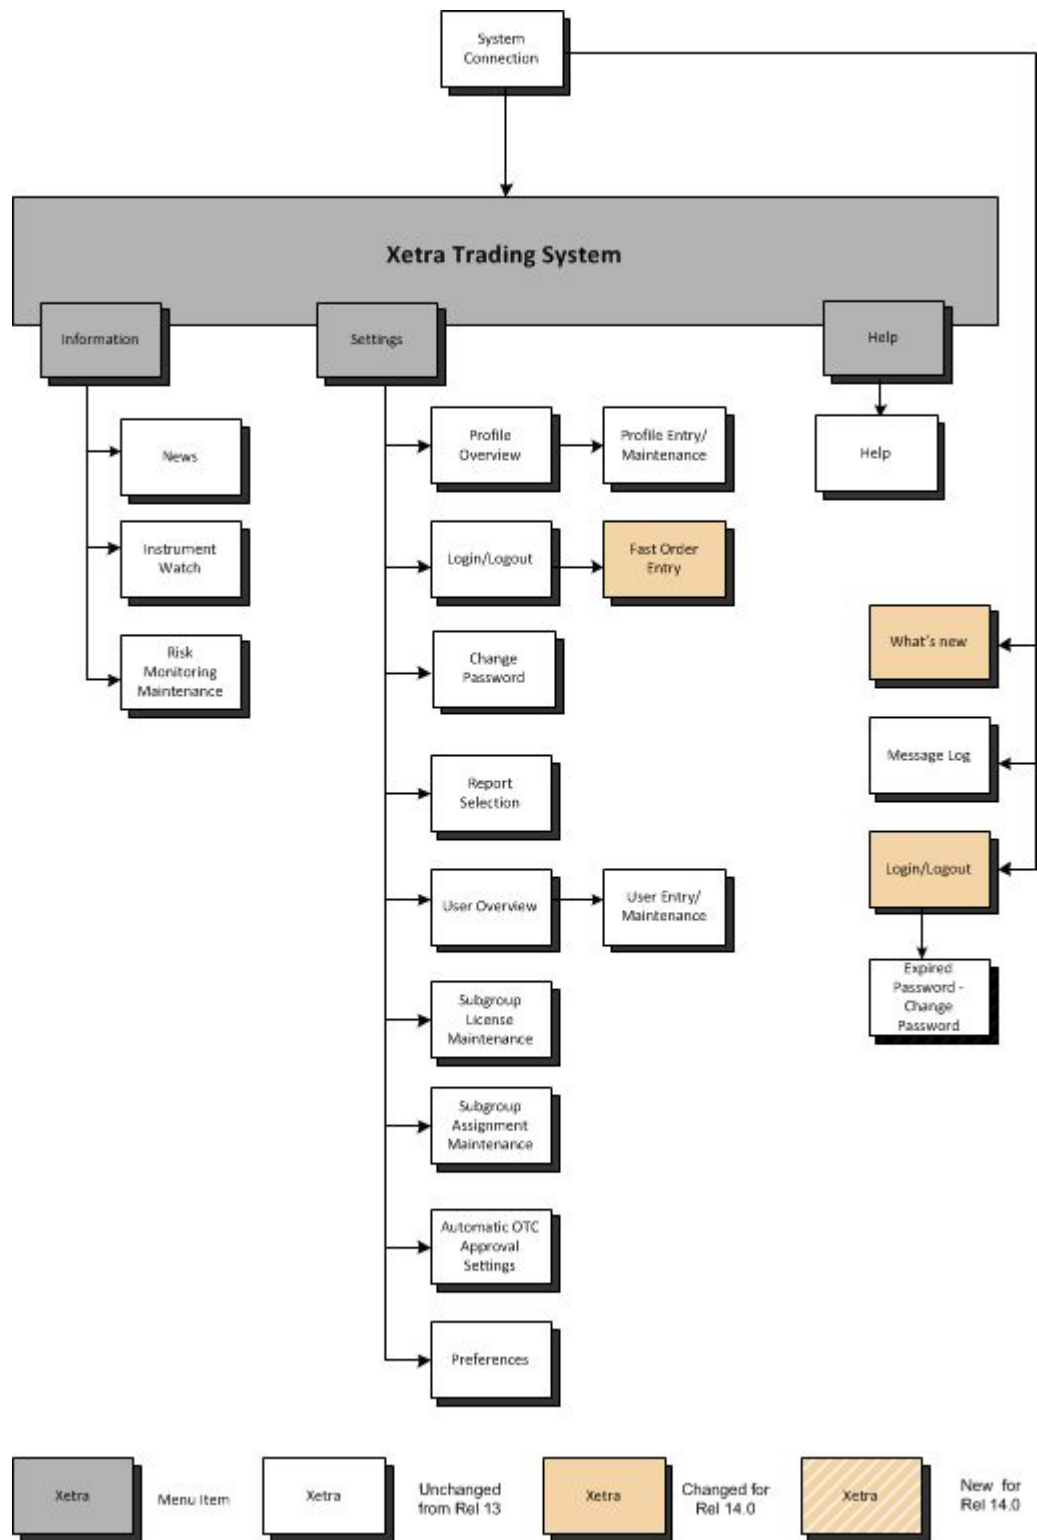 System
Connection
Xetra Trading System
Information
Settings
Help
News
Instrument
Watch
Risk
Monitoring
Maintenance
Profile
Overview
Profile Entry/
Maintenance
Login/Logout
Fast Order
Entry
Change
Password
Report
Selection
User Overview
User Entry/
Maintenance
Subgroup
License
Maintenance
Subgroup
Assignment
Maintenance
Automatic OTC
Approval
Settings
Preferences
Help
What's new
Message Log
Login/Logout
Expired
Password -
Change
Password
Xetra
Menu Item
Xetra
Unchanged
from Rel 13
Xetra
Changed for
Rel 14.0
Xetra
New for
Rel 14.0